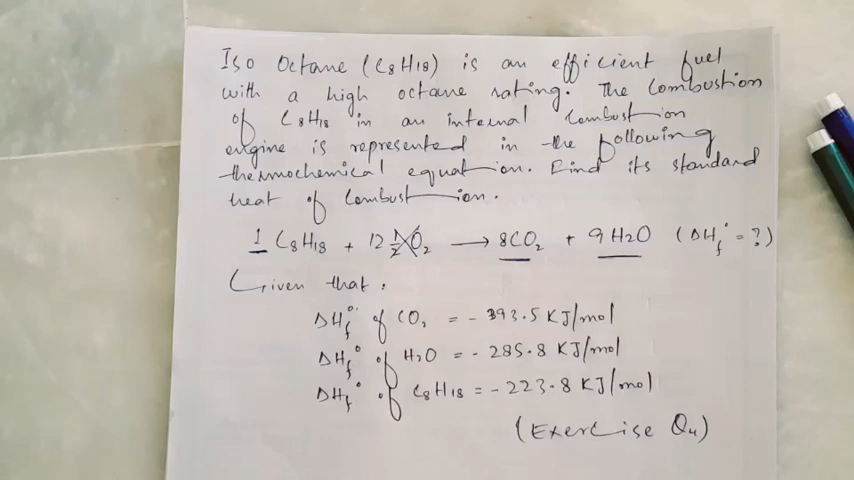 Iso Octane (C8H18) is an efficient fuel
with a high octane rating. The Combustion
of C8H18 in an internal Combustion
engine is represented in the following
thermochemical equation. Find its standard
heat of Combustion.
1 C8H18 + 12 1/2 O2 → 8CO2 + 9H2O (ΔHf° = ?)
Given that.
ΔHf° of CO2 = - 393.5 KJ/mol
ΔHf° of H2O = - 285.8 KJ/mol
ΔHf° of C8H18 = - 223.8 KJ/mol
(Exercise Q4)